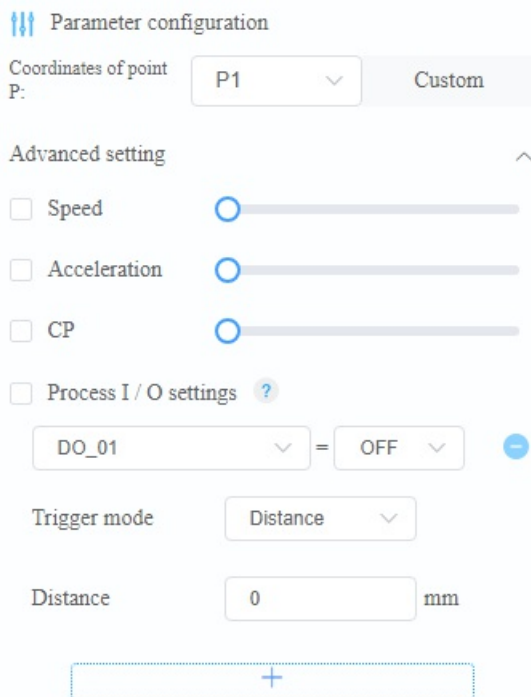 Parameter configuration
Coordinates of point P1 Custom
P:
Advanced setting
Speed
Acceleration
CP
Process I / O settings ?
DO_01 = OFF
Trigger mode Distance
Distance 0 mm